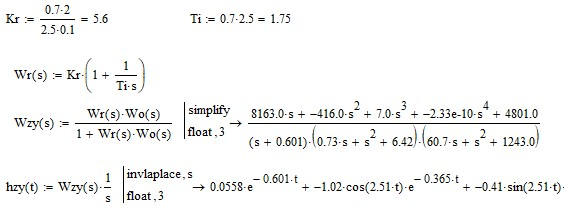 Kr := (0.7·2)/(2.5·0.1) = 5.6 Ti := 0.7·2.5 = 1.75
Wr(s) := Kr·(1 + 1/(Ti·s))
Wzy(s) := (Wr(s)·Wo(s))/(1 + Wr(s)·Wo(s)) | simplify float , 3 → (8163.0·s + -416.0·s^2 + 7.0·s^3 + -2.33e-10·s^4 + 4801.0)/((s + 0.601)·(0.73·s + s^2 + 6.42)·(60.7·s + s^2 + 1243.0))
hzy(t) := Wzy(s)·1/s | invlaplace , s float , 3 → 0.0558·e^(-0.601·t) + -1.02·cos(2.51·t)·e^(-0.365·t) + -0.41·sin(2.51·t)·